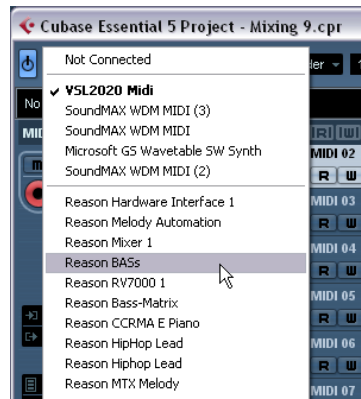 Cubase Essential 5 Project - Mixing 9.cpr
Not Connected
VSL2020 Midi
SoundMAX WDM MIDI (3)
SoundMAX WDM MIDI
Microsoft GS Wavetable SW Synth
SoundMAX WDM MIDI (2)
Reason Hardware Interface 1
Reason Melody Automation
Reason Mixer 1
Reason BASs
Reason RV7000 1
Reason Bass-Matrix
Reason CCRMA E Piano
Reason HipHop Lead
Reason Hiphop Lead
Reason MTX Melody
No
MI
m
der
R W
MIDI 02
R W
MIDI 03
R W
MIDI 04
R W
MIDI 05
R W
MIDI 06
R W
MIDI 07